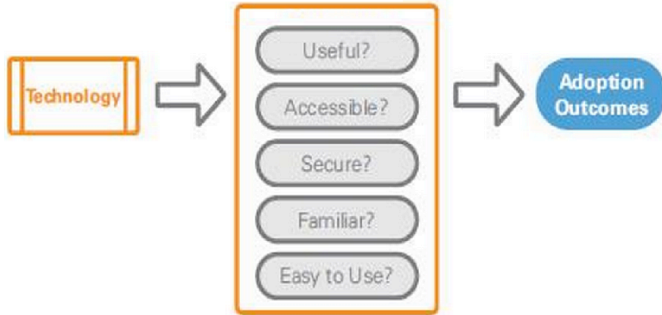 Technology
Useful?
Accessible?
Secure?
Familiar?
Easy to Use?
Adoption
Outcomes